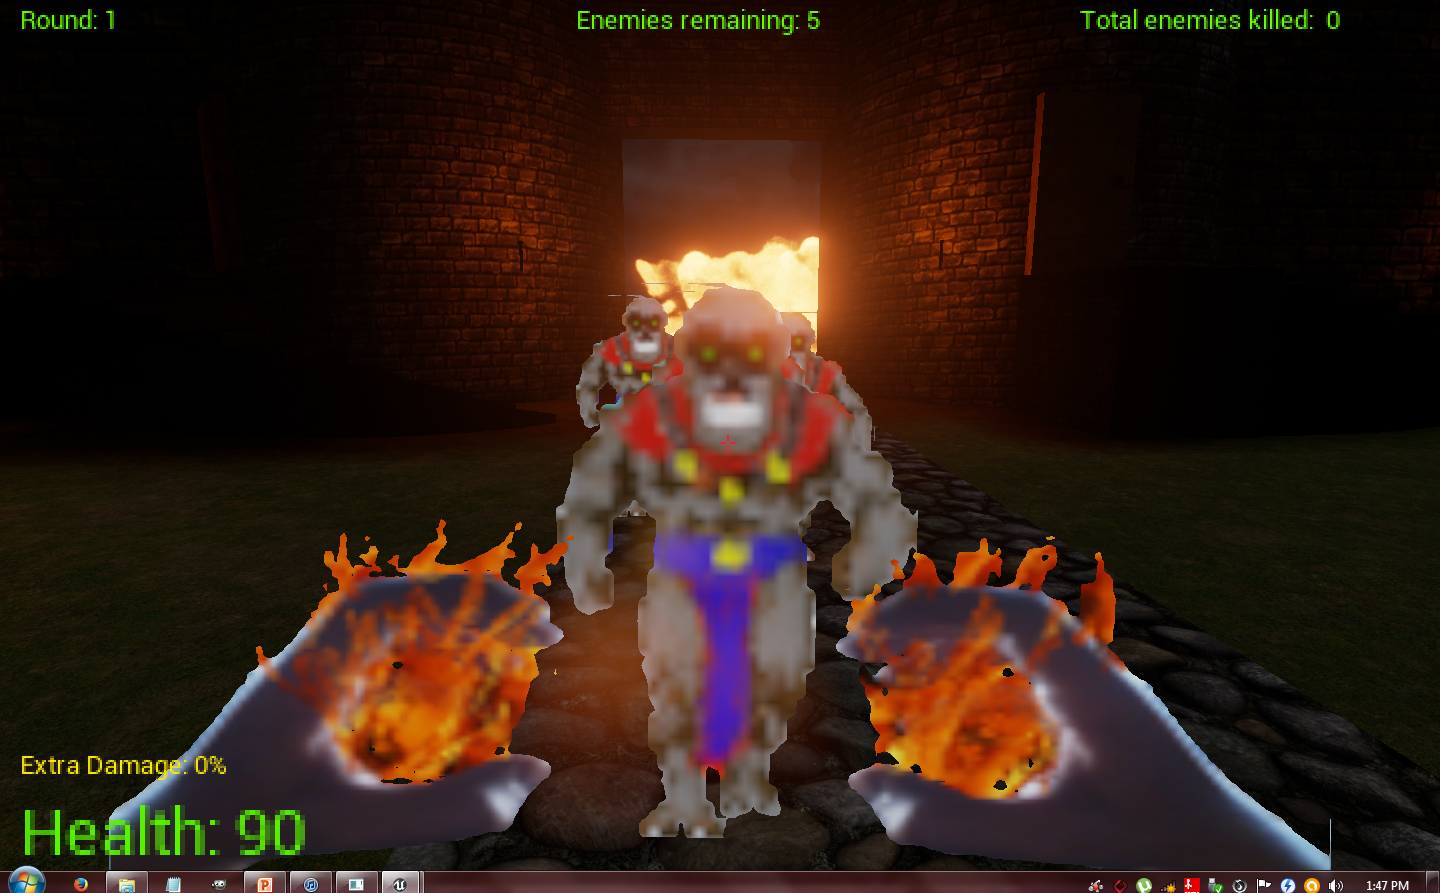 Round: 1
Enemies remaining: 5
Total enemies killed: 0
Extra Damage: 0%
Health: 90
1:47 PM